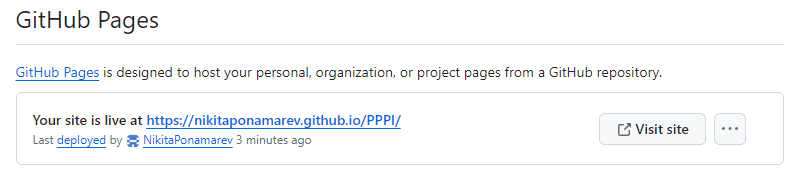 GitHub Pages
GitHub Pages is designed to host your personal, organization, or project pages from a GitHub repository.
Your site is live at https://nikitaponamarev.github.io/PPPI/
Last deployed by NikitaPonamarev 3 minutes ago
Visit site